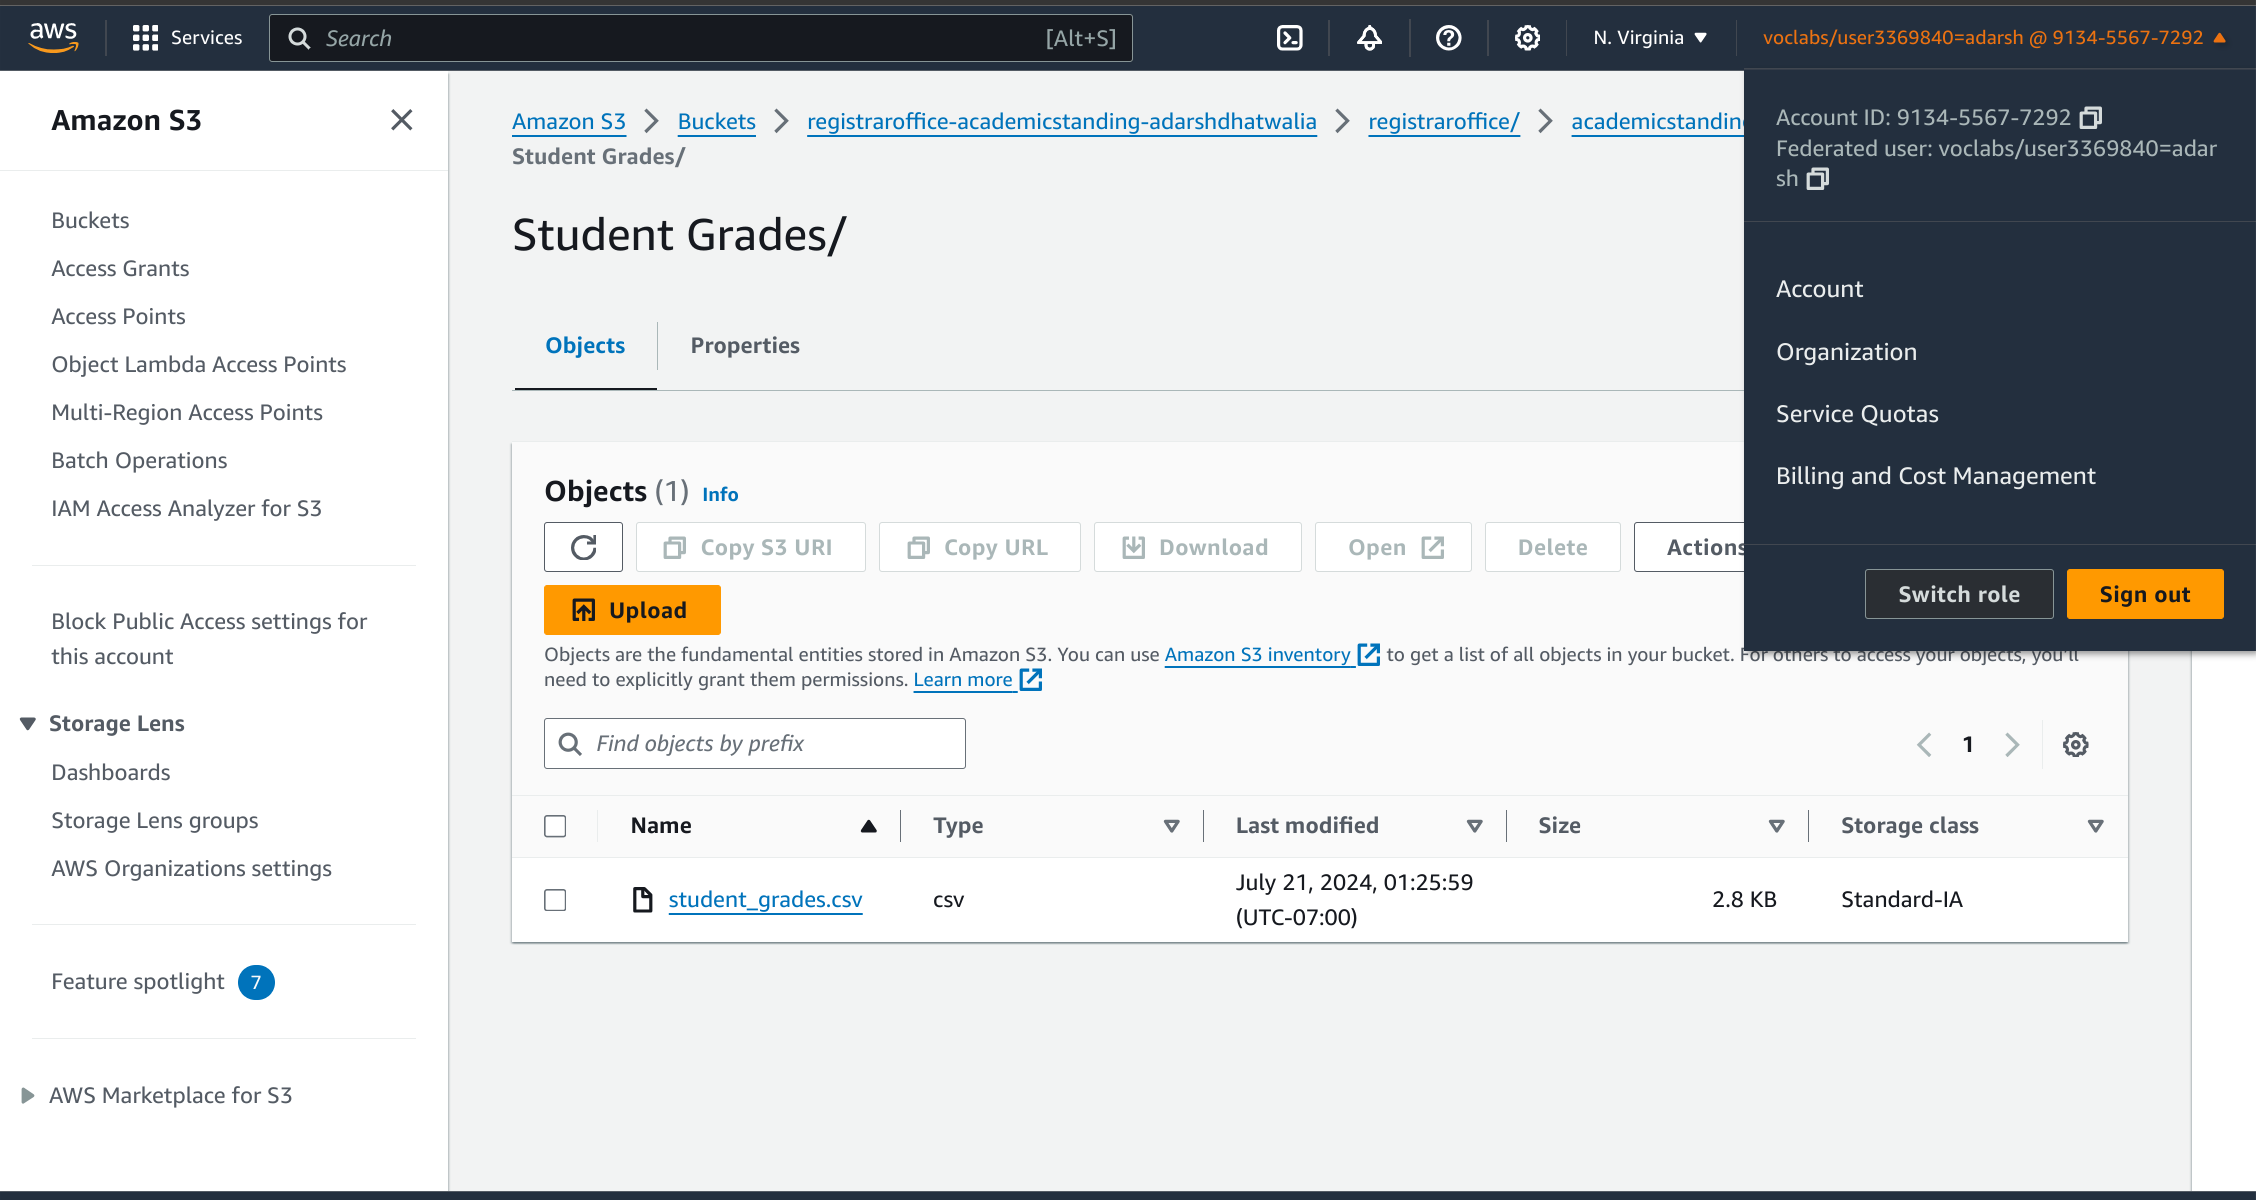 aws
Services
Search
[Alt+S]
N. Virginia
voclabs/user3369840=adarsh @ 9134-5567-7292
Account ID: 9134-5567-7292
Federated user: voclabs/user3369840=adar
sh
Account
Organization
Service Quotas
Billing and Cost Management
Switch role
Sign out
Amazon S3
Buckets
Access Grants
Access Points
Object Lambda Access Points
Multi-Region Access Points
Batch Operations
IAM Access Analyzer for S3
Block Public Access settings for
this account
Storage Lens
Dashboards
Storage Lens groups
AWS Organizations settings
Feature spotlight 7
AWS Marketplace for S3
Amazon S3 Buckets registraroffice-academicstanding-adarshdhatwalia registraroffice/ academicstanding
Student Grades/
Student Grades/
Objects
Properties
Objects (1) Info
Copy S3 URI
Copy URL
Download
Open
Delete
Actions
Upload
Objects are the fundamental entities stored in Amazon S3. You can use Amazon S3 inventory to get a list of all objects in your bucket. For others to access your objects, you'll
need to explicitly grant them permissions. Learn more
Find objects by prefix
1
Name Type Last modified Size Storage class
student_grades.csv csv July 21, 2024, 01:25:59 2.8 KB Standard-IA
(UTC-07:00)